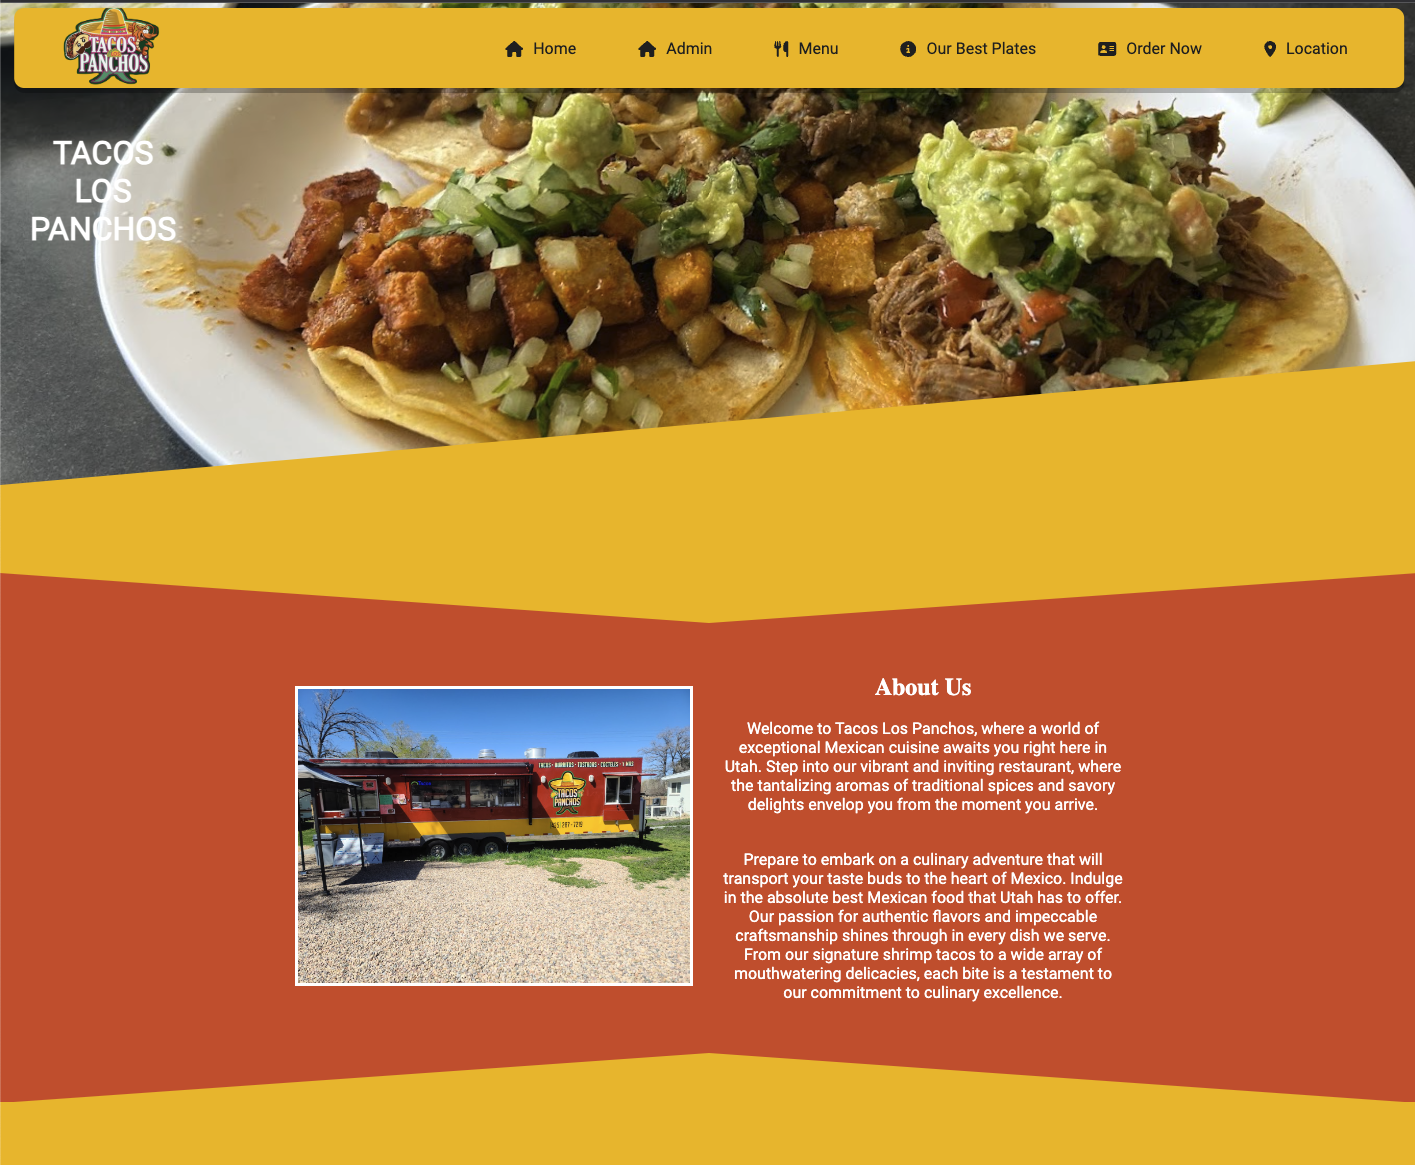 TACOS
PANCHOS
Home
Admin
Menu
Our Best Plates
Order Now
Location
TACOS
LOS
PANCHOS
About Us
Welcome to Tacos Los Panchos, where a world of
exceptional Mexican cuisine awaits you right here in
Utah. Step into our vibrant and inviting restaurant, where
the tantalizing aromas of traditional spices and savory
delights envelop you from the moment you arrive.
Prepare to embark on a culinary adventure that will
transport your taste buds to the heart of Mexico. Indulge
in the absolute best Mexican food that Utah has to offer.
Our passion for authentic flavors and impeccable
craftsmanship shines through in every dish we serve.
From our signature shrimp tacos to a wide array of
mouthwatering delicacies, each bite is a testament to
our commitment to culinary excellence.
TACOS • BURRITOS • TOSTADAS • COCTELES • Y MAS
TACOS
PANCHOS